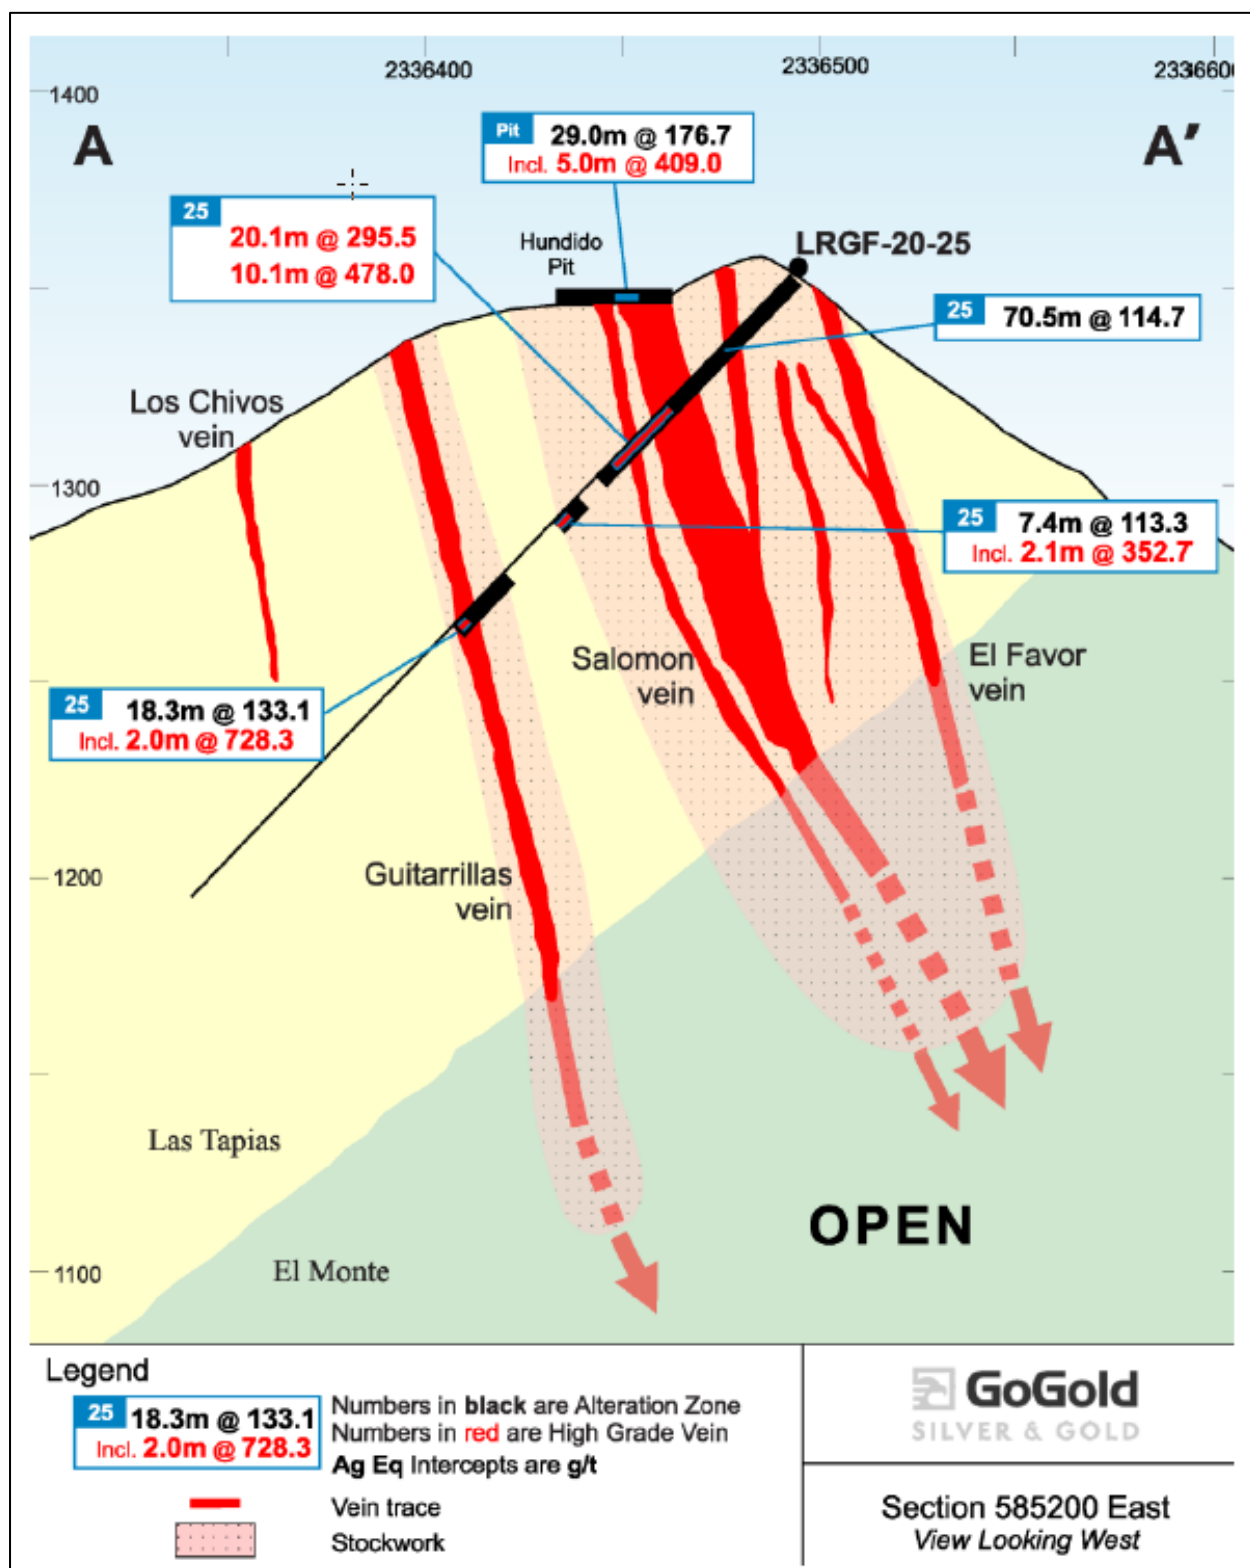 2336400
2336500
2336600
1400
A
A′
Pit 29.0m @ 176.7
Incl. 5.0m @ 409.0
25
20.1m @ 295.5
10.1m @ 478.0
Hundido
Pit
LRGF-20-25
25 70.5m @ 114.7
Los Chivos
vein
1300
25 7.4m @ 113.3
Incl. 2.1m @ 352.7
Salomon
vein
El Favor
vein
25 18.3m @ 133.1
Incl. 2.0m @ 728.3
1200
Guitarrillas
vein
Las Tapias
OPEN
El Monte
1100
Legend
25 18.3m @ 133.1
Incl. 2.0m @ 728.3
Numbers in black are Alteration Zone
Numbers in red are High Grade Vein
Ag Eq Intercepts are g/t
Vein trace
Stockwork
GoGold
SILVER & GOLD
Section 585200 East
View Looking West